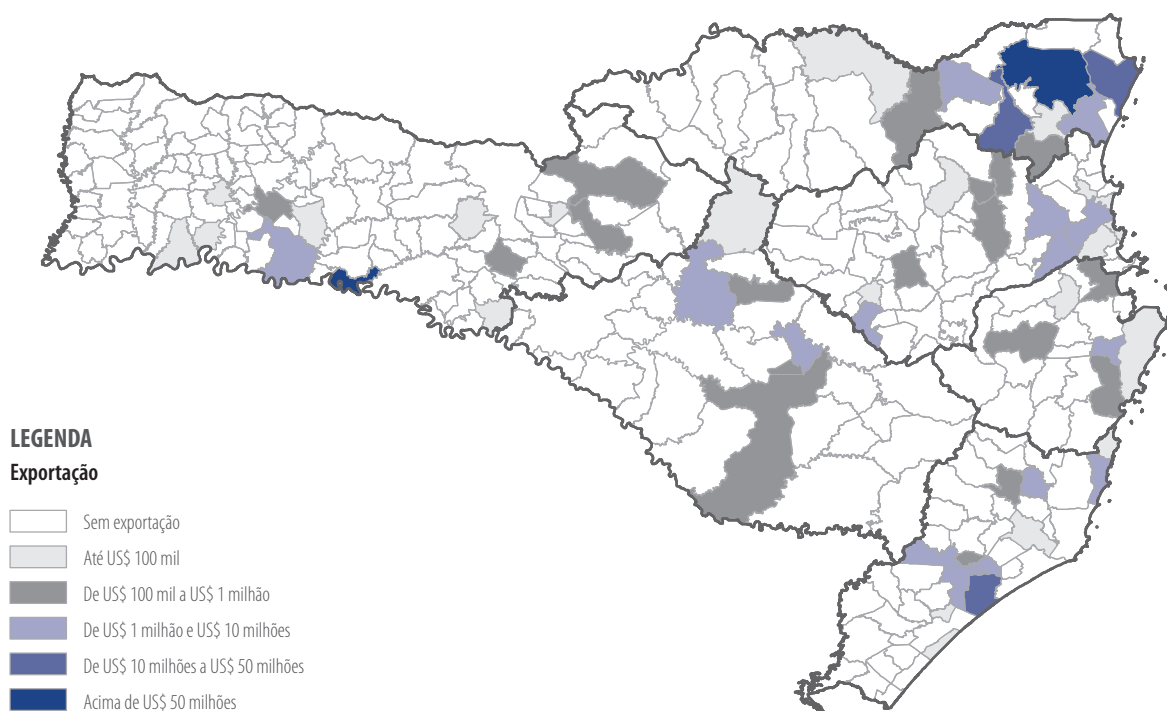 LEGENDA
Exportação
Sem exportação
Até US$ 100 mil
De US$ 100 mil a US$ 1 milhão
De US$ 1 milhão e US$ 10 milhões
De US$ 10 milhões a US$ 50 milhões
Acima de US$ 50 milhões